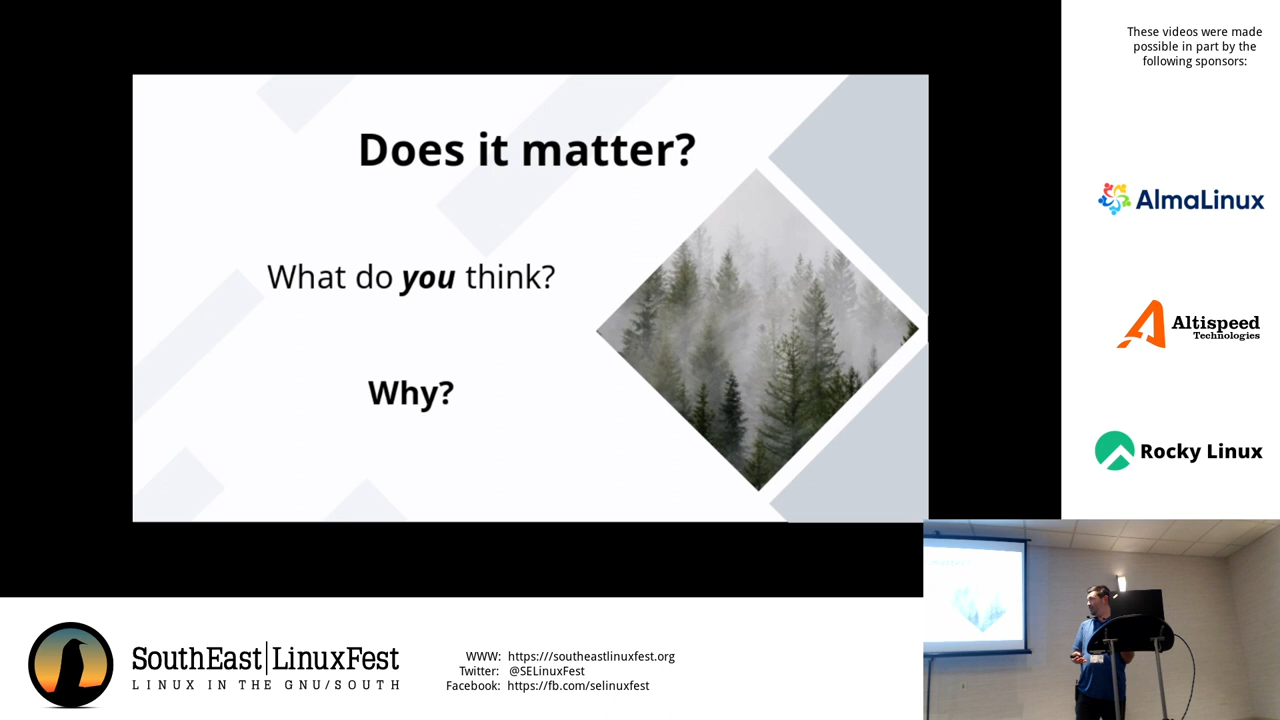 Does it matter?
What do you think?
Why?
These videos were made
possible in part by the
following sponsors:
AlmaLinux
Altispeed
Technologies
Rocky Linux
SouthEast LinuxFest
LINUX IN THE GNU/SOUTH
WWW: https://southeastlinuxfest.org
Twitter: @SELinuxFest
Facebook: https://fb.com/selinuxfest